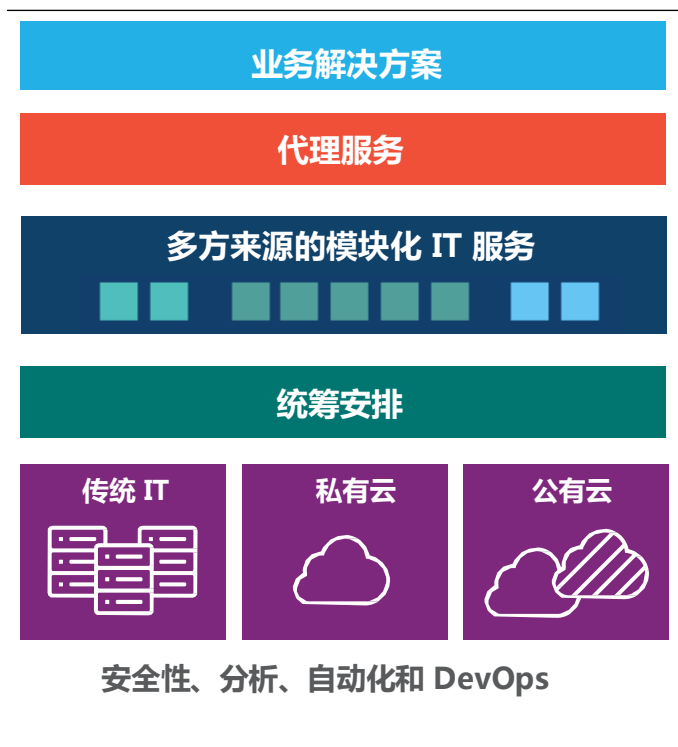 业务解决方案
代理服务
多方来源的模块化 IT 服务
统筹安排
传统 IT
私有云
公有云
安全性、分析、自动化和 DevOps